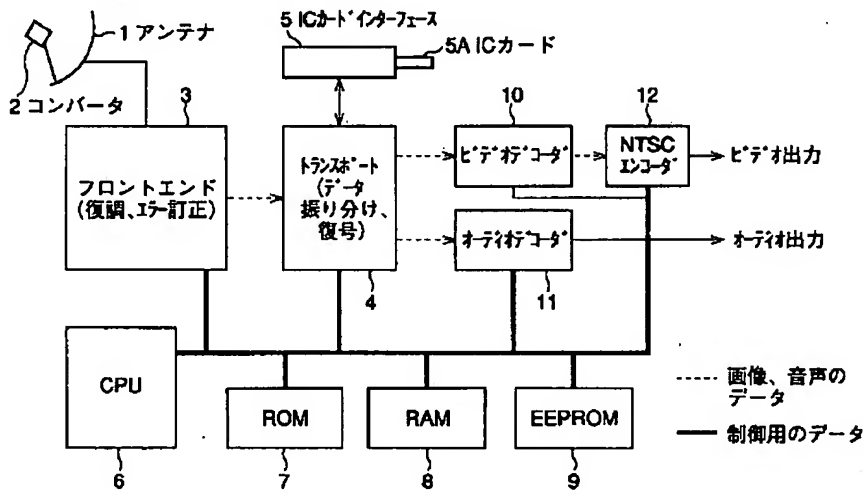 1 アンテナ
2 コンバータ
5 ICカードインターフェース
5A ICカード
3
フロントエンド
(復調、エラー訂正)
トランスポート
(データ
振り分け、
復号)
4
10
ビデオデコーダ
12
NTSC
エンコーダ
ビデオ出力
オーディオデコーダ
11
オーディオ出力
CPU
6
ROM
7
RAM
8
EEPROM
9
画像、音声の
データ
制御用のデータ